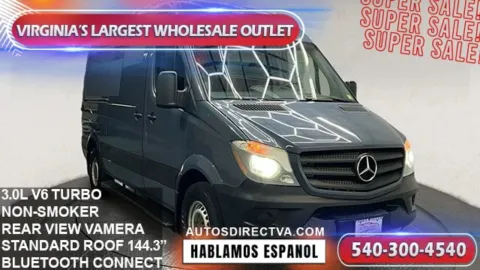 VIRGINIA'S LARGEST WHOLESALE OUTLET
SUPER SALE!
SUPER SALE!
SUPER SALE!
3.0L V6 TURBO
NON-SMOKER
REAR VIEW VAMERA
STANDARD ROOF 144.3"
BLUETOOTH CONNECT
AUTOSDIRECTVA.COM
HABLAMOS ESPANOL
540-300-4540